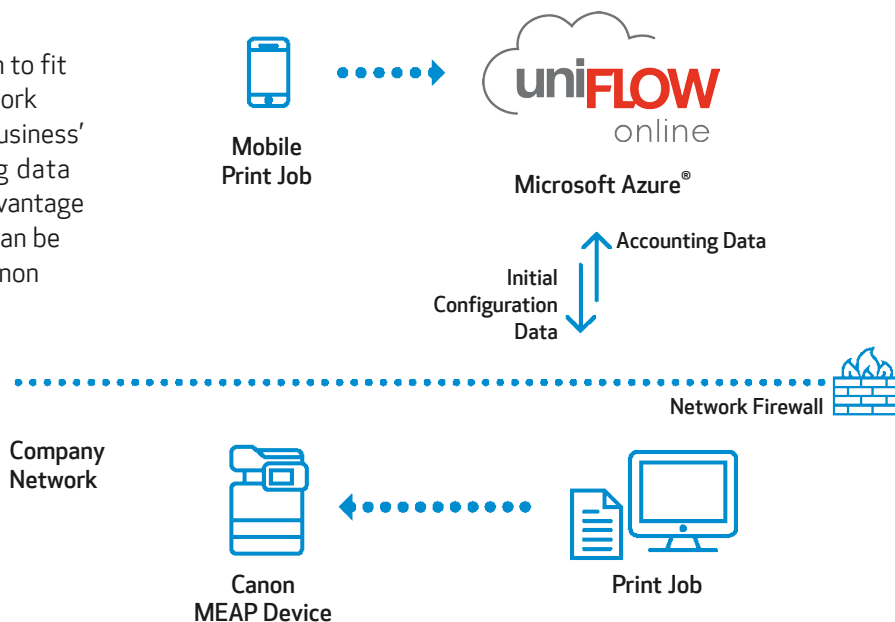 n to fit
ork
usiness'
g data
vantage
an be
non
Mobile
Print Job
uniFLOW
online
Microsoft Azure®
Accounting Data
Initial
Configuration
Data
Network Firewall
Company
Network
Canon
MEAP Device
Print Job